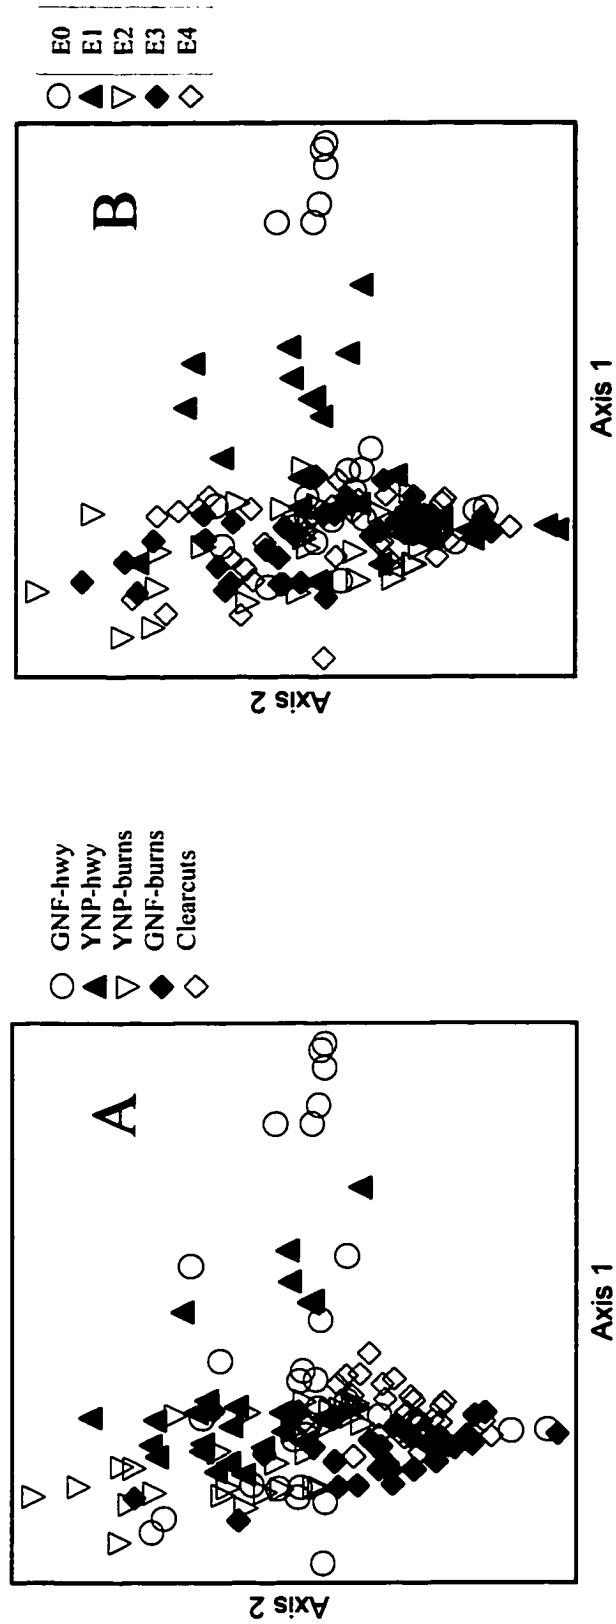 A
Axis 2
Axis 1
GNF-hwy
YNP-hwy
YNP-burns
GNF-burns
Clearcuts
B
Axis 2
Axis 1
E0
E1
E2
E3
E4